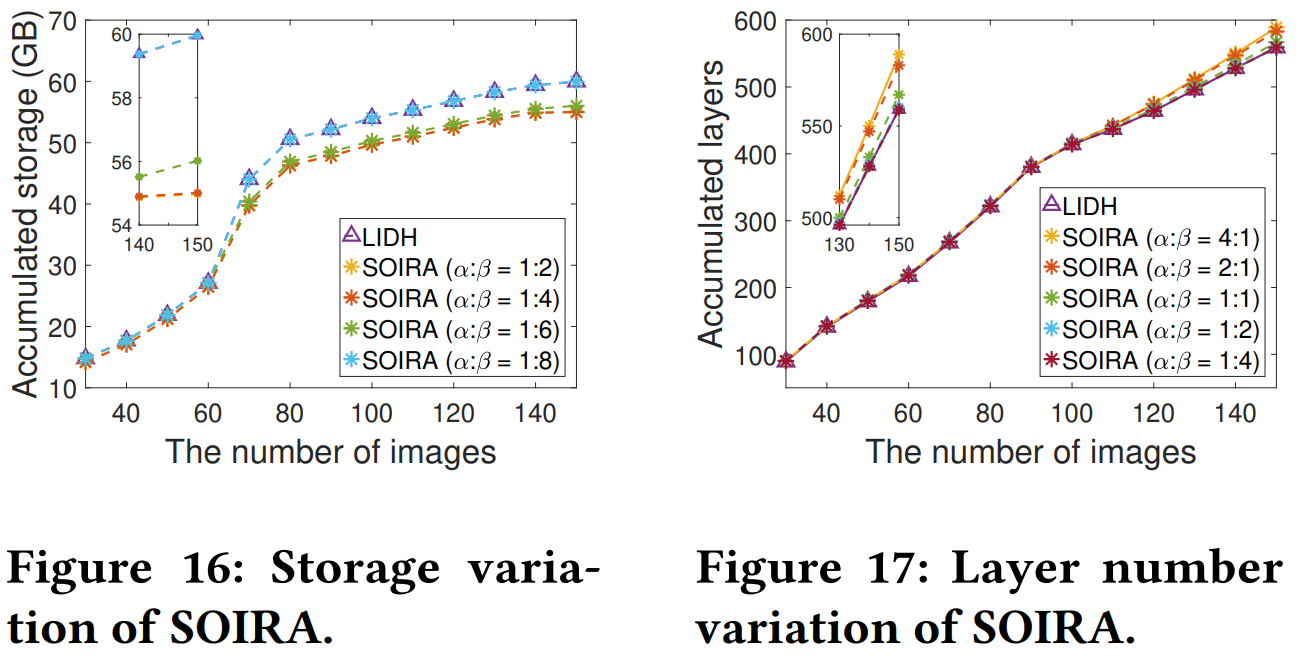 Accumulated storage (GB)
70
60
50
40
30
20
10
60
58
56
54
140 150
LIDH
SOIRA (α:β = 1:2)
SOIRA (α:β = 1:4)
SOIRA (α:β = 1:6)
SOIRA (α:β = 1:8)
40 60 80 100 120 140
The number of images
Figure 16: Storage varia-
tion of SOIRA.
Accumulated layers
600
500
400
300
200
100
600
550
500
130 150
LIDH
SOIRA (α:β = 4:1)
SOIRA (α:β = 2:1)
SOIRA (α:β = 1:1)
SOIRA (α:β = 1:2)
SOIRA (α:β = 1:4)
40 60 80 100 120 140
The number of images
Figure 17: Layer number
variation of SOIRA.